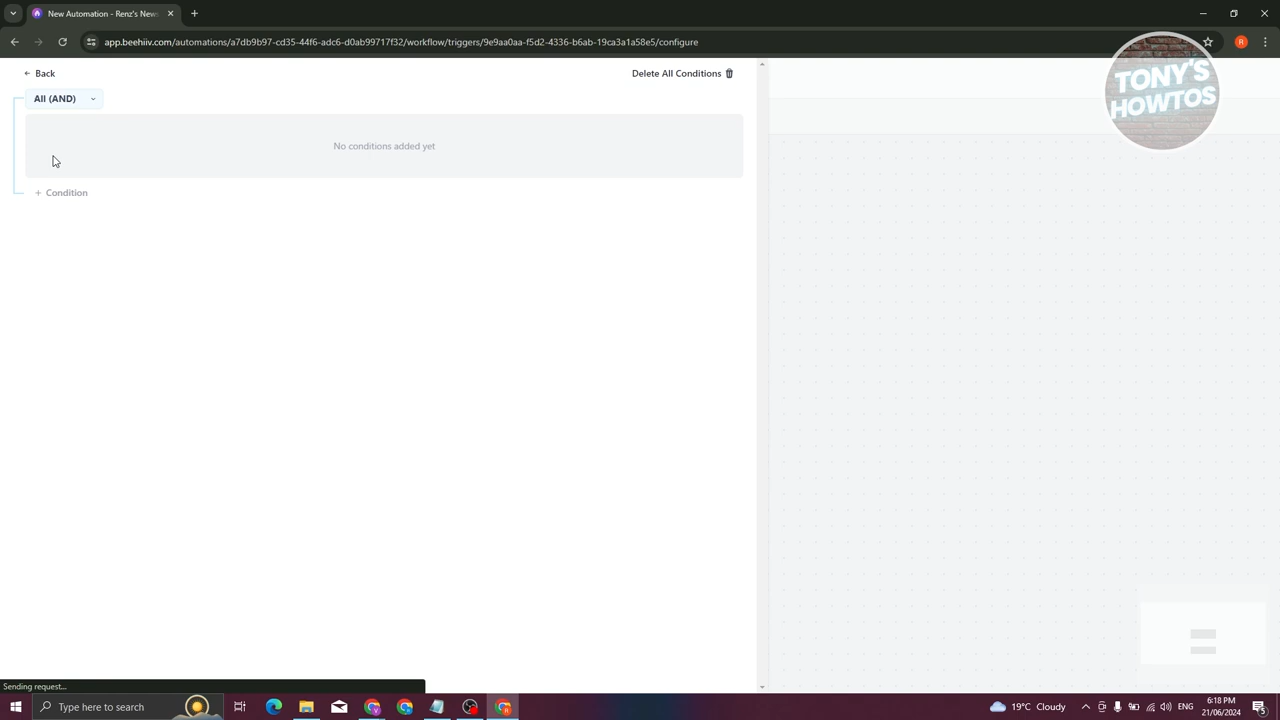 New Automation - Renz's News
app.beehiiv.com/automations/a7db9b97-cd35-44f6-adc6-d0ab99717f32/workflow/triggers/9e9aa0aa-f5d2-4336-b6ab-19ca3a1a58e5/configure
R
TONY'S
HOWTOS
Back
Delete All Conditions
All (AND)
No conditions added yet
+ Condition
Sending request...
Type here to search
19°C Cloudy
6:18 PM
21/06/2024